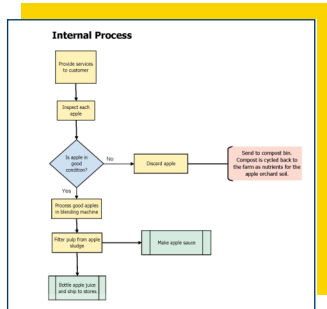 Internal Process
Provide services
to customer
Inspect each
apple
Is apple in
good
condition?
No
Discard apple
Send to compost bin.
Compost is cycled back
to the farm as nutrients for the
apple orchard soil.
Yes
Process good apples
in blending machine
Filter pulp from apple
sludge
Make apple sauce
Bottle apple juice
and ship to stores